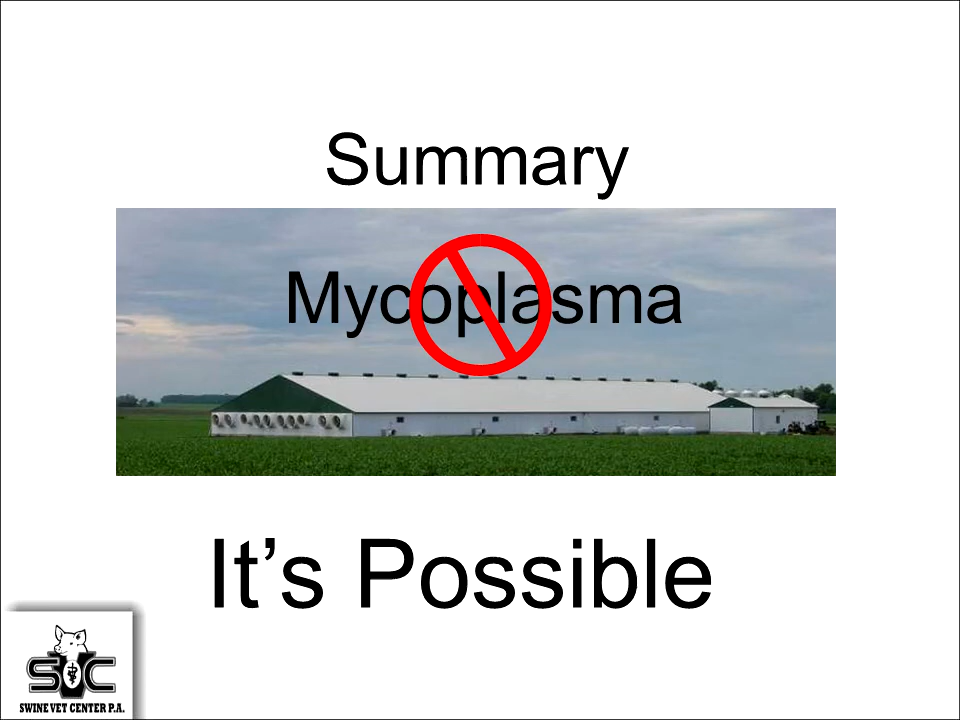 Summary
Mycoplasma
It’s Possible
SVC
SWINE VET CENTER P.A.